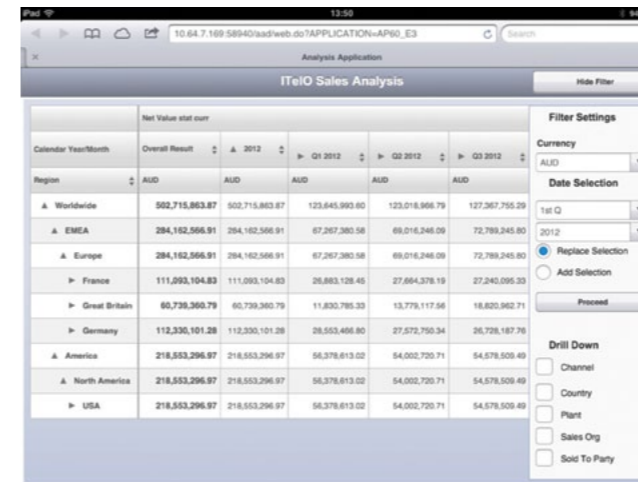 iPad 13:50 94
10.64.7.169:58940/aad/web.do?APPLICATION=AP60_E3 Search
Analysis Application
ITelO Sales Analysis Hide Filter
Net Value stat curr
Calendar Year/Month Overall Result 2012 Q1 2012 Q2 2012 Q3 2012
Region AUD AUD AUD AUD AUD
Worldwide 502,715,863.87 502,715,863.87 123,645,993.60 123,018,966.79 127,367,755.29
EMEA 284,162,566.91 284,162,566.91 67,267,380.58 69,016,246.09 72,789,245.80
Europe 284,162,566.91 284,162,566.91 67,267,380.58 69,016,246.09 72,789,245.80
France 111,093,104.83 111,093,104.83 26,883,128.45 27,664,378.19 27,240,095.33
Great Britain 60,739,360.79 60,739,360.79 11,830,785.33 13,779,117.56 18,820,962.71
Germany 112,330,101.28 112,330,101.28 28,553,466.80 27,572,750.34 26,728,187.76
America 218,553,296.97 218,553,296.97 56,378,613.02 54,002,720.71 54,578,509.49
North America 218,553,296.97 218,553,296.97 56,378,613.02 54,002,720.71 54,578,509.49
USA 218,553,296.97 218,553,296.97 56,378,613.02 54,002,720.71 54,578,509.49
Filter Settings
Currency
AUD
Date Selection
1st Q
2012
Replace Selection
Add Selection
Proceed
Drill Down
Channel
Country
Plant
Sales Org
Sold To Party